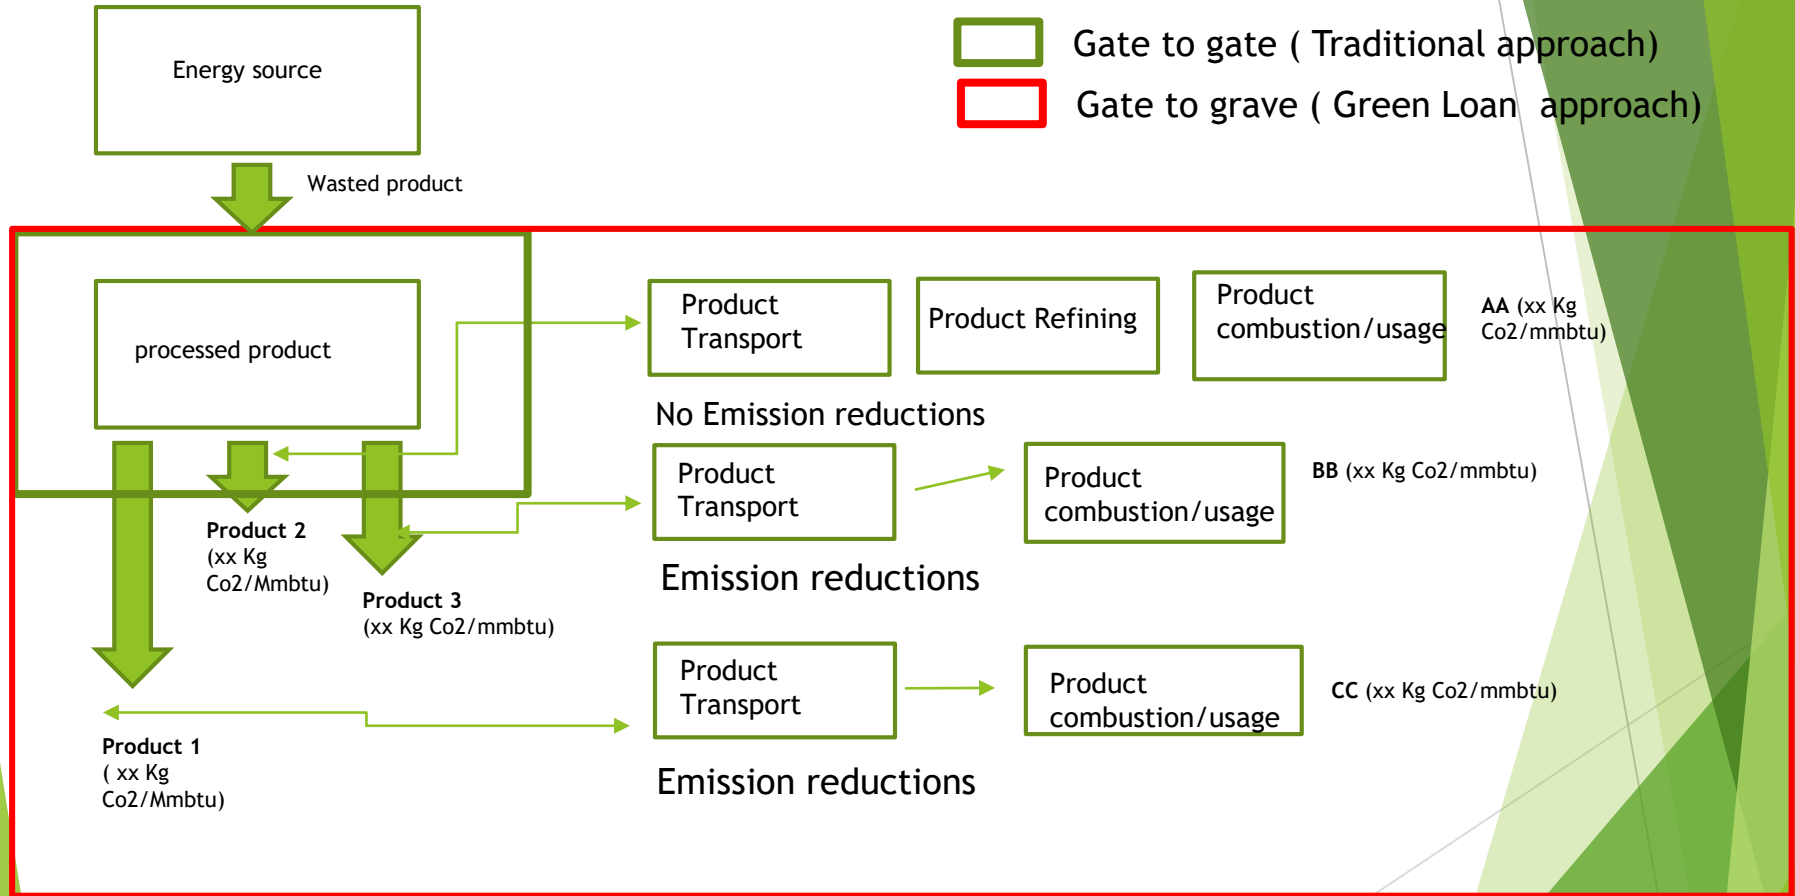 Energy source
Gate to gate ( Traditional approach)
Gate to grave ( Green Loan  approach)
Wasted product
processed product
Product
Transport
Product Refining
Product
combustion/usage
AA (xx Kg
Co2/mmbtu)
No Emission reductions
Product
Transport
Product
combustion/usage
BB (xx Kg Co2/mmbtu)
Product 2
(xx Kg
Co2/Mmbtu)
Product 3
(xx Kg Co2/mmbtu)
Emission reductions
Product
Transport
Product
combustion/usage
CC (xx Kg Co2/mmbtu)
Product 1
( xx Kg
Co2/Mmbtu)
Emission reductions